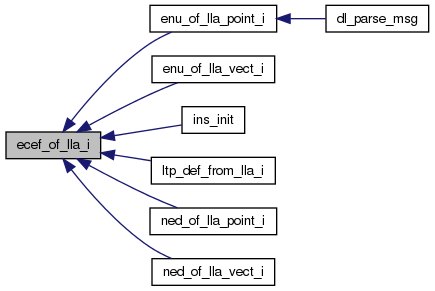 enu_of_lla_point_i
dl_parse_msg
enu_of_lla_vect_i
ins_init
ecef_of_lla_i
ltp_def_from_lla_i
ned_of_lla_point_i
ned_of_lla_vect_i